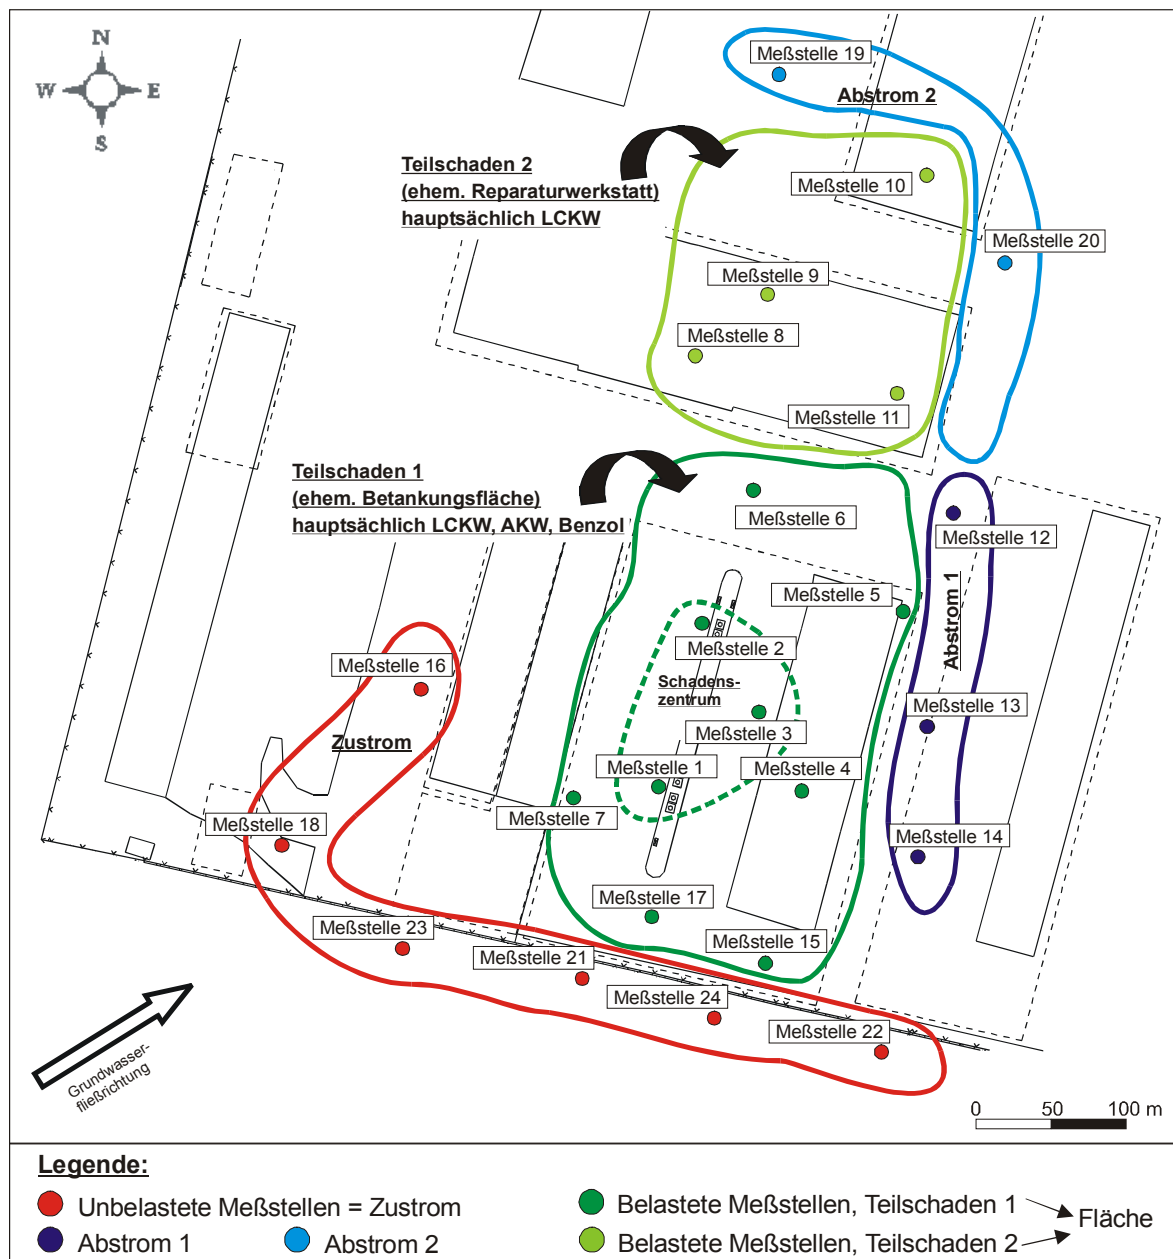 N
W
E
S
Meßstelle 19
Abstrom 2
Teilschaden 2
(ehem. Reparaturwerkstatt)
hauptsächlich LCKW
Meßstelle 10
Meßstelle 20
Meßstelle 9
Meßstelle 8
Meßstelle 11
Teilschaden 1
(ehem. Betankungsfläche)
hauptsächlich LCKW, AKW, Benzol
Meßstelle 6
Meßstelle 12
Meßstelle 5
Abstrom 1
Meßstelle 2
Meßstelle 16
Schadens-
zentrum
Meßstelle 13
Meßstelle 3
Zustrom
Meßstelle 1
Meßstelle 4
Meßstelle 7
Meßstelle 18
Meßstelle 14
Meßstelle 17
Meßstelle 23
Meßstelle 15
Meßstelle 21
Meßstelle 24
Meßstelle 22
Grundwasser-
fließrichtung
0 50 100 m
Legende:
Unbelastete Meßstellen = Zustrom
Abstrom 1
Abstrom 2
Belastete Meßstellen, Teilschaden 1
Belastete Meßstellen, Teilschaden 2
Fläche